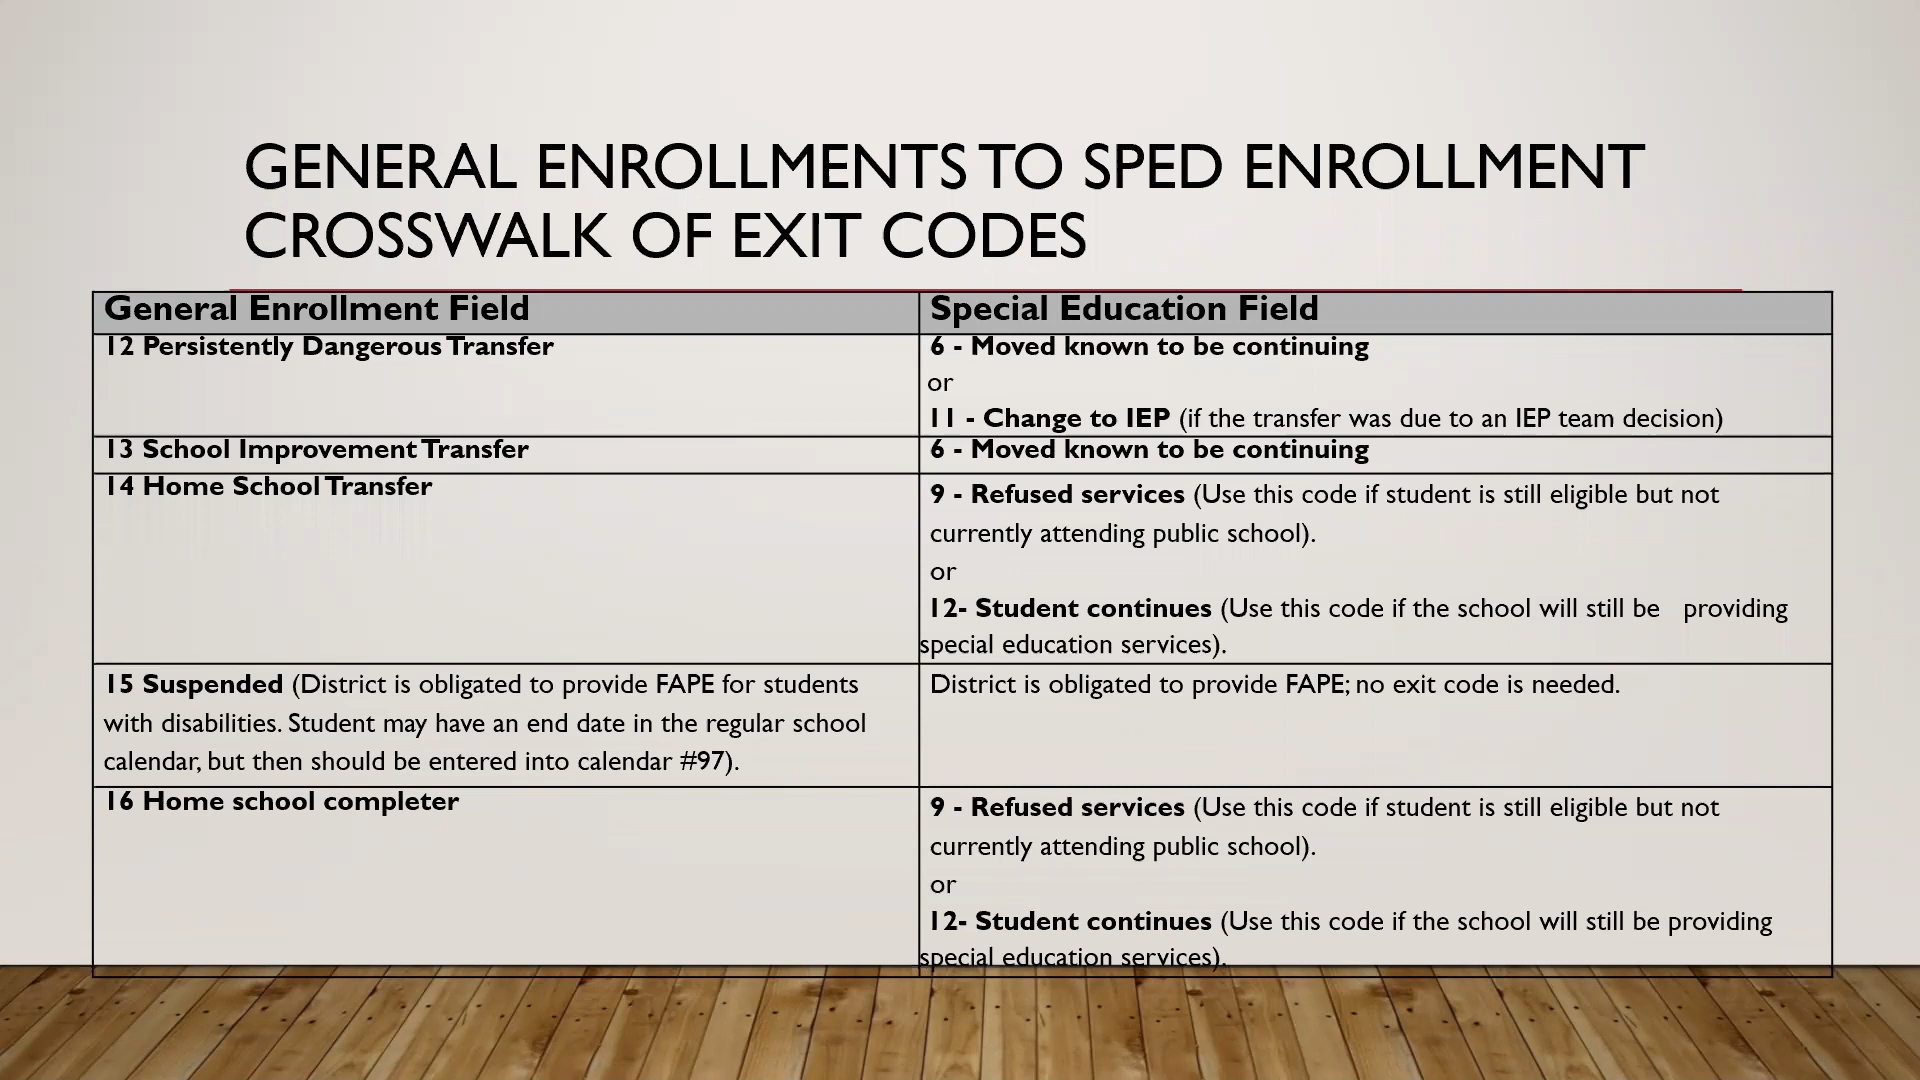 GENERAL ENROLLMENTS TO SPED ENROLLMENT
CROSSWALK OF EXIT CODES
General Enrollment Field
Special Education Field
12 Persistently Dangerous Transfer
6 - Moved known to be continuing
or
11 - Change to IEP (if the transfer was due to an IEP team decision)
13 School Improvement Transfer
6 - Moved known to be continuing
14 Home School Transfer
9 - Refused services (Use this code if student is still eligible but not
currently attending public school).
or
12- Student continues (Use this code if the school will still be providing
special education services).
15 Suspended (District is obligated to provide FAPE for students
with disabilities. Student may have an end date in the regular school
calendar, but then should be entered into calendar #97).
District is obligated to provide FAPE; no exit code is needed.
16 Home school completer
9 - Refused services (Use this code if student is still eligible but not
currently attending public school).
or
12- Student continues (Use this code if the school will still be providing
special education services).